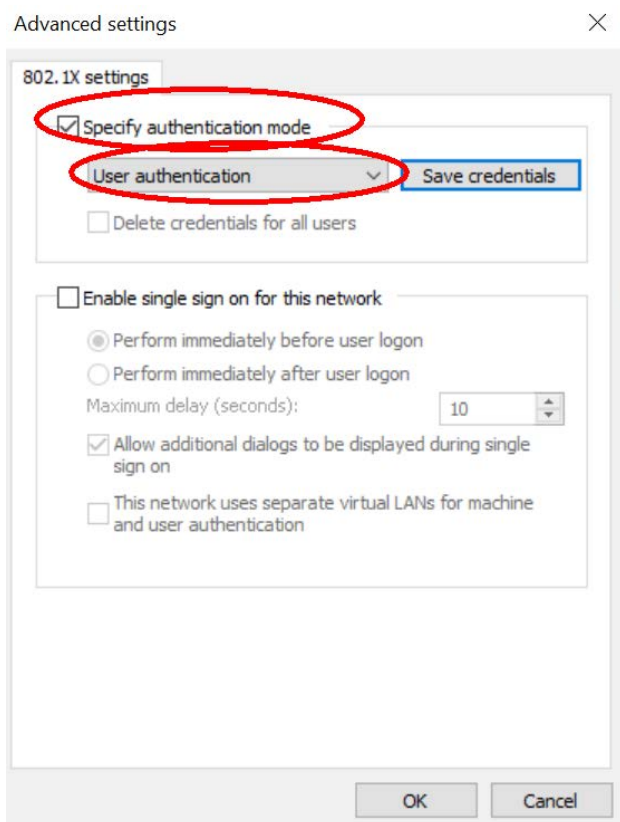 Advanced settings
802.1X settings
Specify authentication mode
User authentication
Save credentials
Delete credentials for all users
Enable single sign on for this network
Perform immediately before user logon
Perform immediately after user logon
Maximum delay (seconds):
10
Allow additional dialogs to be displayed during single
sign on
This network uses separate virtual LANs for machine
and user authentication
OK
Cancel